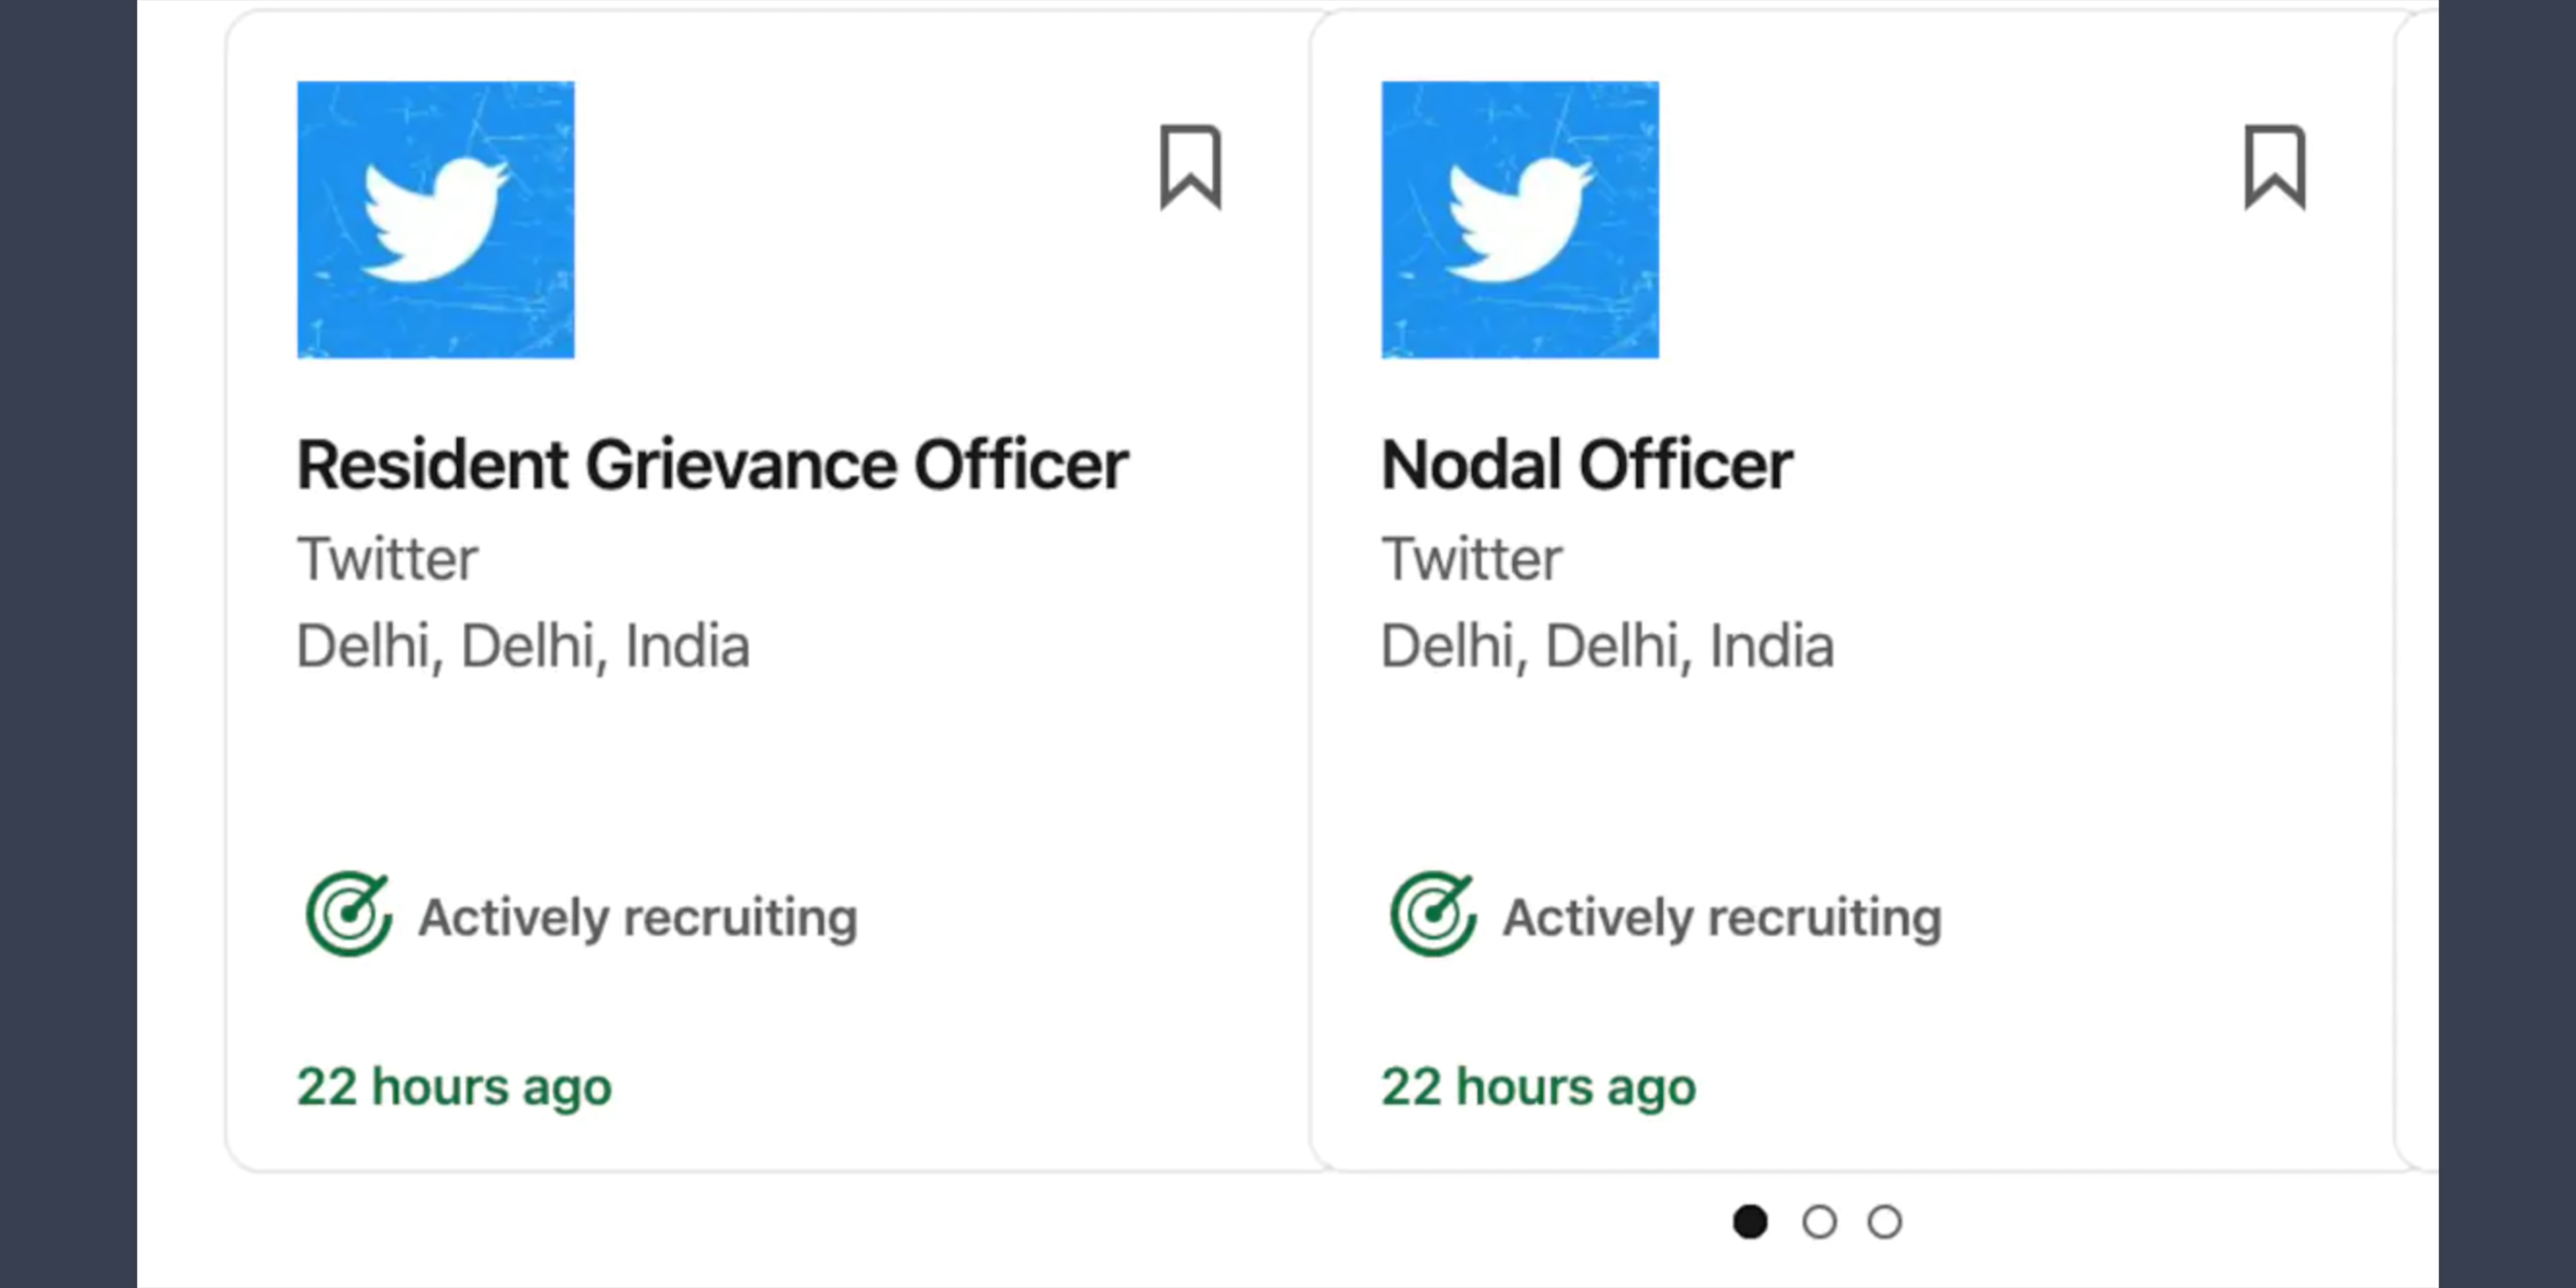 Resident Grievance Officer
Twitter
Delhi, Delhi, India
Actively recruiting
22 hours ago
Nodal Officer
Twitter
Delhi, Delhi, India
Actively recruiting
22 hours ago